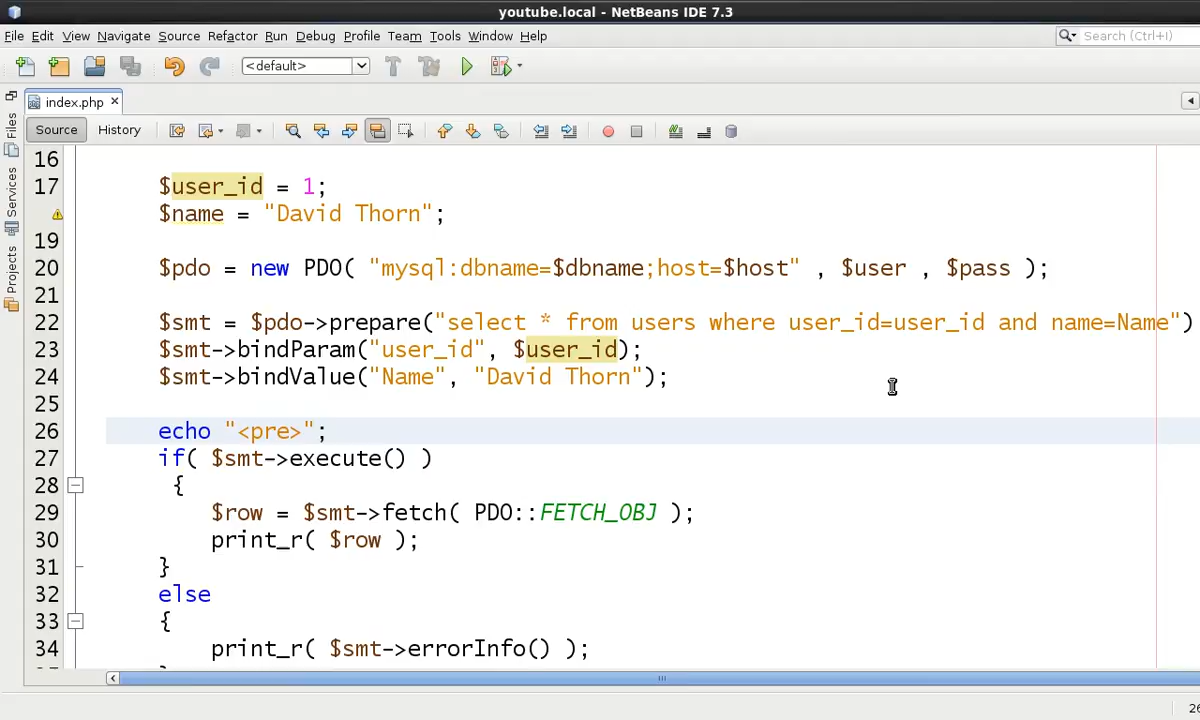 youtube.local - NetBeans IDE 7.3
File Edit View Navigate Source Refactor Run Debug Profile Team Tools Window Help
Search (Ctrl+I)
<default>
index.php
Source History
Files
Services
Projects
16
17 $user_id = 1;
$name = "David Thorn";
19
20 $pdo = new PDO( "mysql:dbname=$dbname;host=$host" , $user , $pass );
21
22 $smt = $pdo->prepare("select * from users where user_id=user_id and name=Name")
23 $smt->bindParam("user_id", $user_id);
24 $smt->bindValue("Name", "David Thorn");
25
26 echo "<pre>";
27 if( $smt->execute() )
28 {
29 $row = $smt->fetch( PDO::FETCH_OBJ );
30 print_r( $row );
31 }
32 else
33 {
34 print_r( $smt->errorInfo() );
26